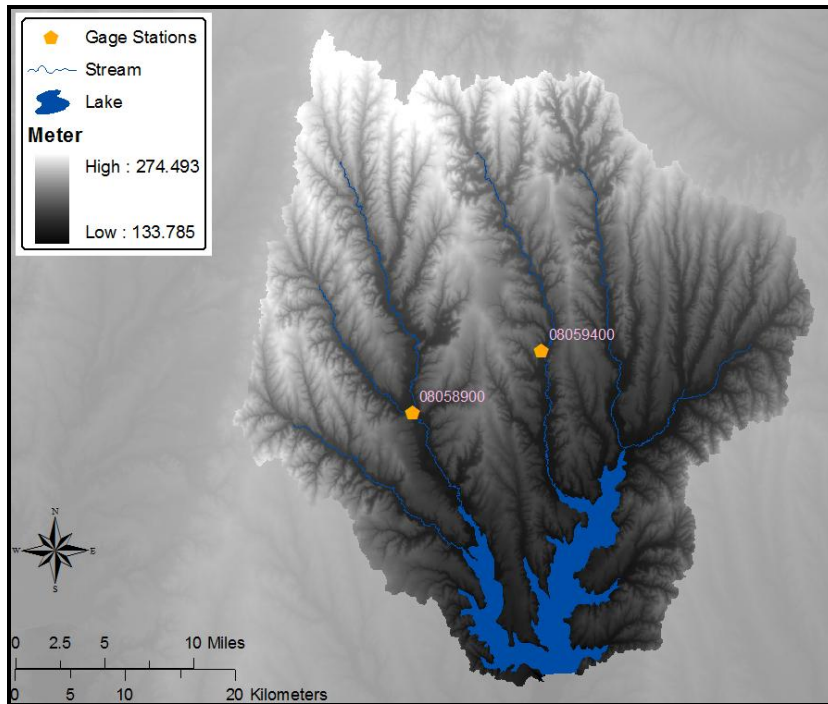 Gage Stations
Stream
Lake
Meter
High : 274.493
Low : 133.785
08059400
08058900
N
W E
S
0 2.5 5 10 Miles
0 5 10 20 Kilometers